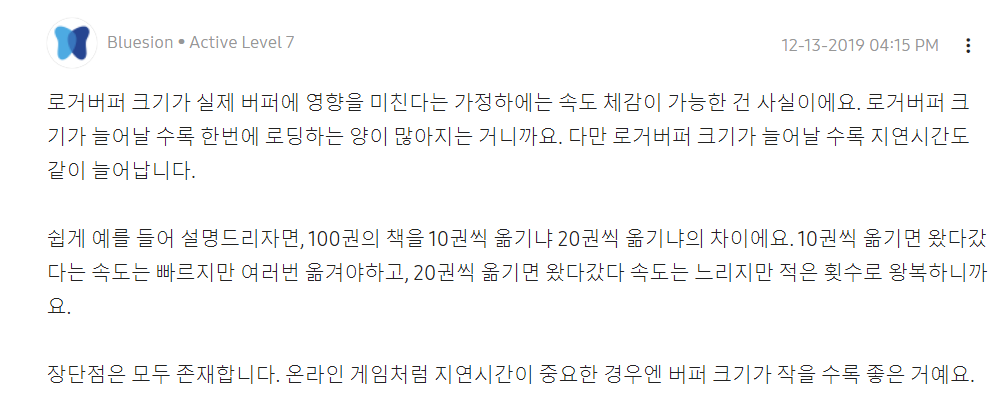 Bluesion • Active Level 7
12-13-2019 04:15 PM
로거버퍼 크기가 실제 버퍼에 영향을 미친다는 가정하에는 속도 체감이 가능한 건 사실이에요. 로거버퍼 크
기가 늘어날 수록 한번에 로딩하는 양이 많아지는 거니까요. 다만 로거버퍼 크기가 늘어날 수록 지연시간도
같이 늘어납니다.
쉽게 예를 들어 설명드리자면, 100권의 책을 10권씩 옮기냐 20권씩 옮기냐의 차이에요. 10권씩 옮기면 왔다갔
다는 속도는 빠르지만 여러번 옮겨야하고, 20권씩 옮기면 왔다갔다 속도는 느리지만 적은 횟수로 왕복하니까
요.
장단점은 모두 존재합니다. 온라인 게임처럼 지연시간이 중요한 경우엔 버퍼 크기가 작을 수록 좋은 거예요.